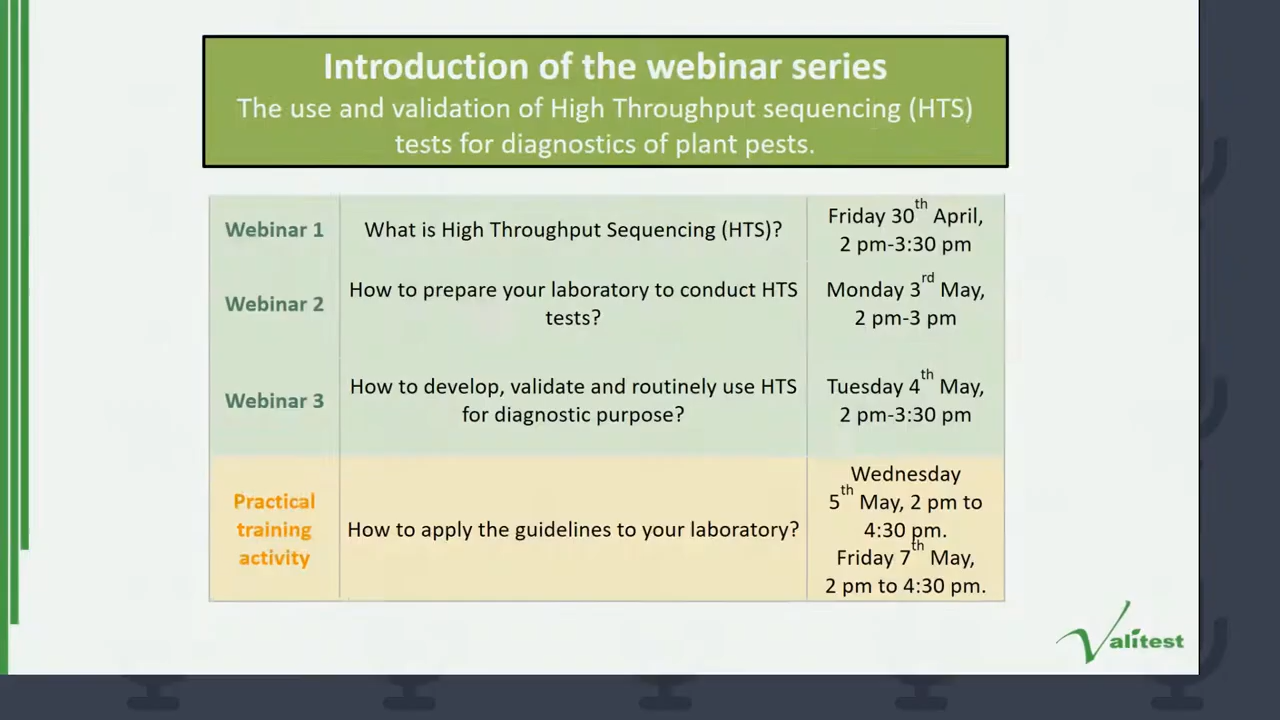 Introduction of the webinar series
The use and validation of High Throughput sequencing (HTS)
tests for diagnostics of plant pests.
Webinar 1
What is High Throughput Sequencing (HTS)?
Friday 30th April,
2 pm-3:30 pm
Webinar 2
How to prepare your laboratory to conduct HTS
tests?
Monday 3rd May,
2 pm-3 pm
Webinar 3
How to develop, validate and routinely use HTS
for diagnostic purpose?
Tuesday 4th May,
2 pm-3:30 pm
Practical
training
activity
How to apply the guidelines to your laboratory?
Wednesday
5th May, 2 pm to
4:30 pm.
Friday 7th May,
2 pm to 4:30 pm.
Valitest